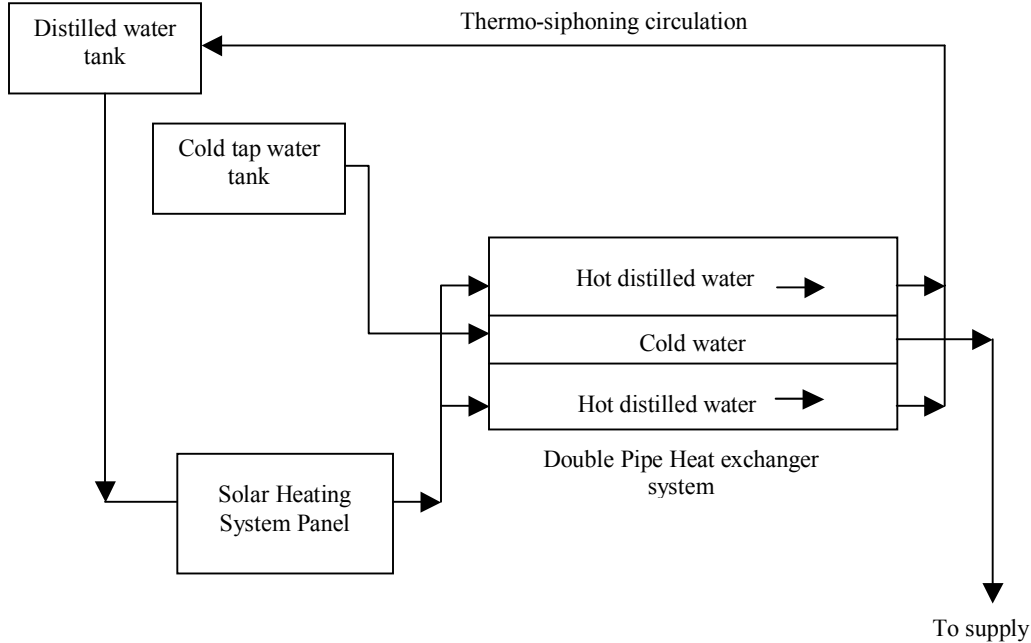 Distilled water
tank
Thermo-siphoning circulation
Cold tap water
tank
Hot distilled water
Cold water
Hot distilled water
Double Pipe Heat exchanger
system
Solar Heating
System Panel
To supply